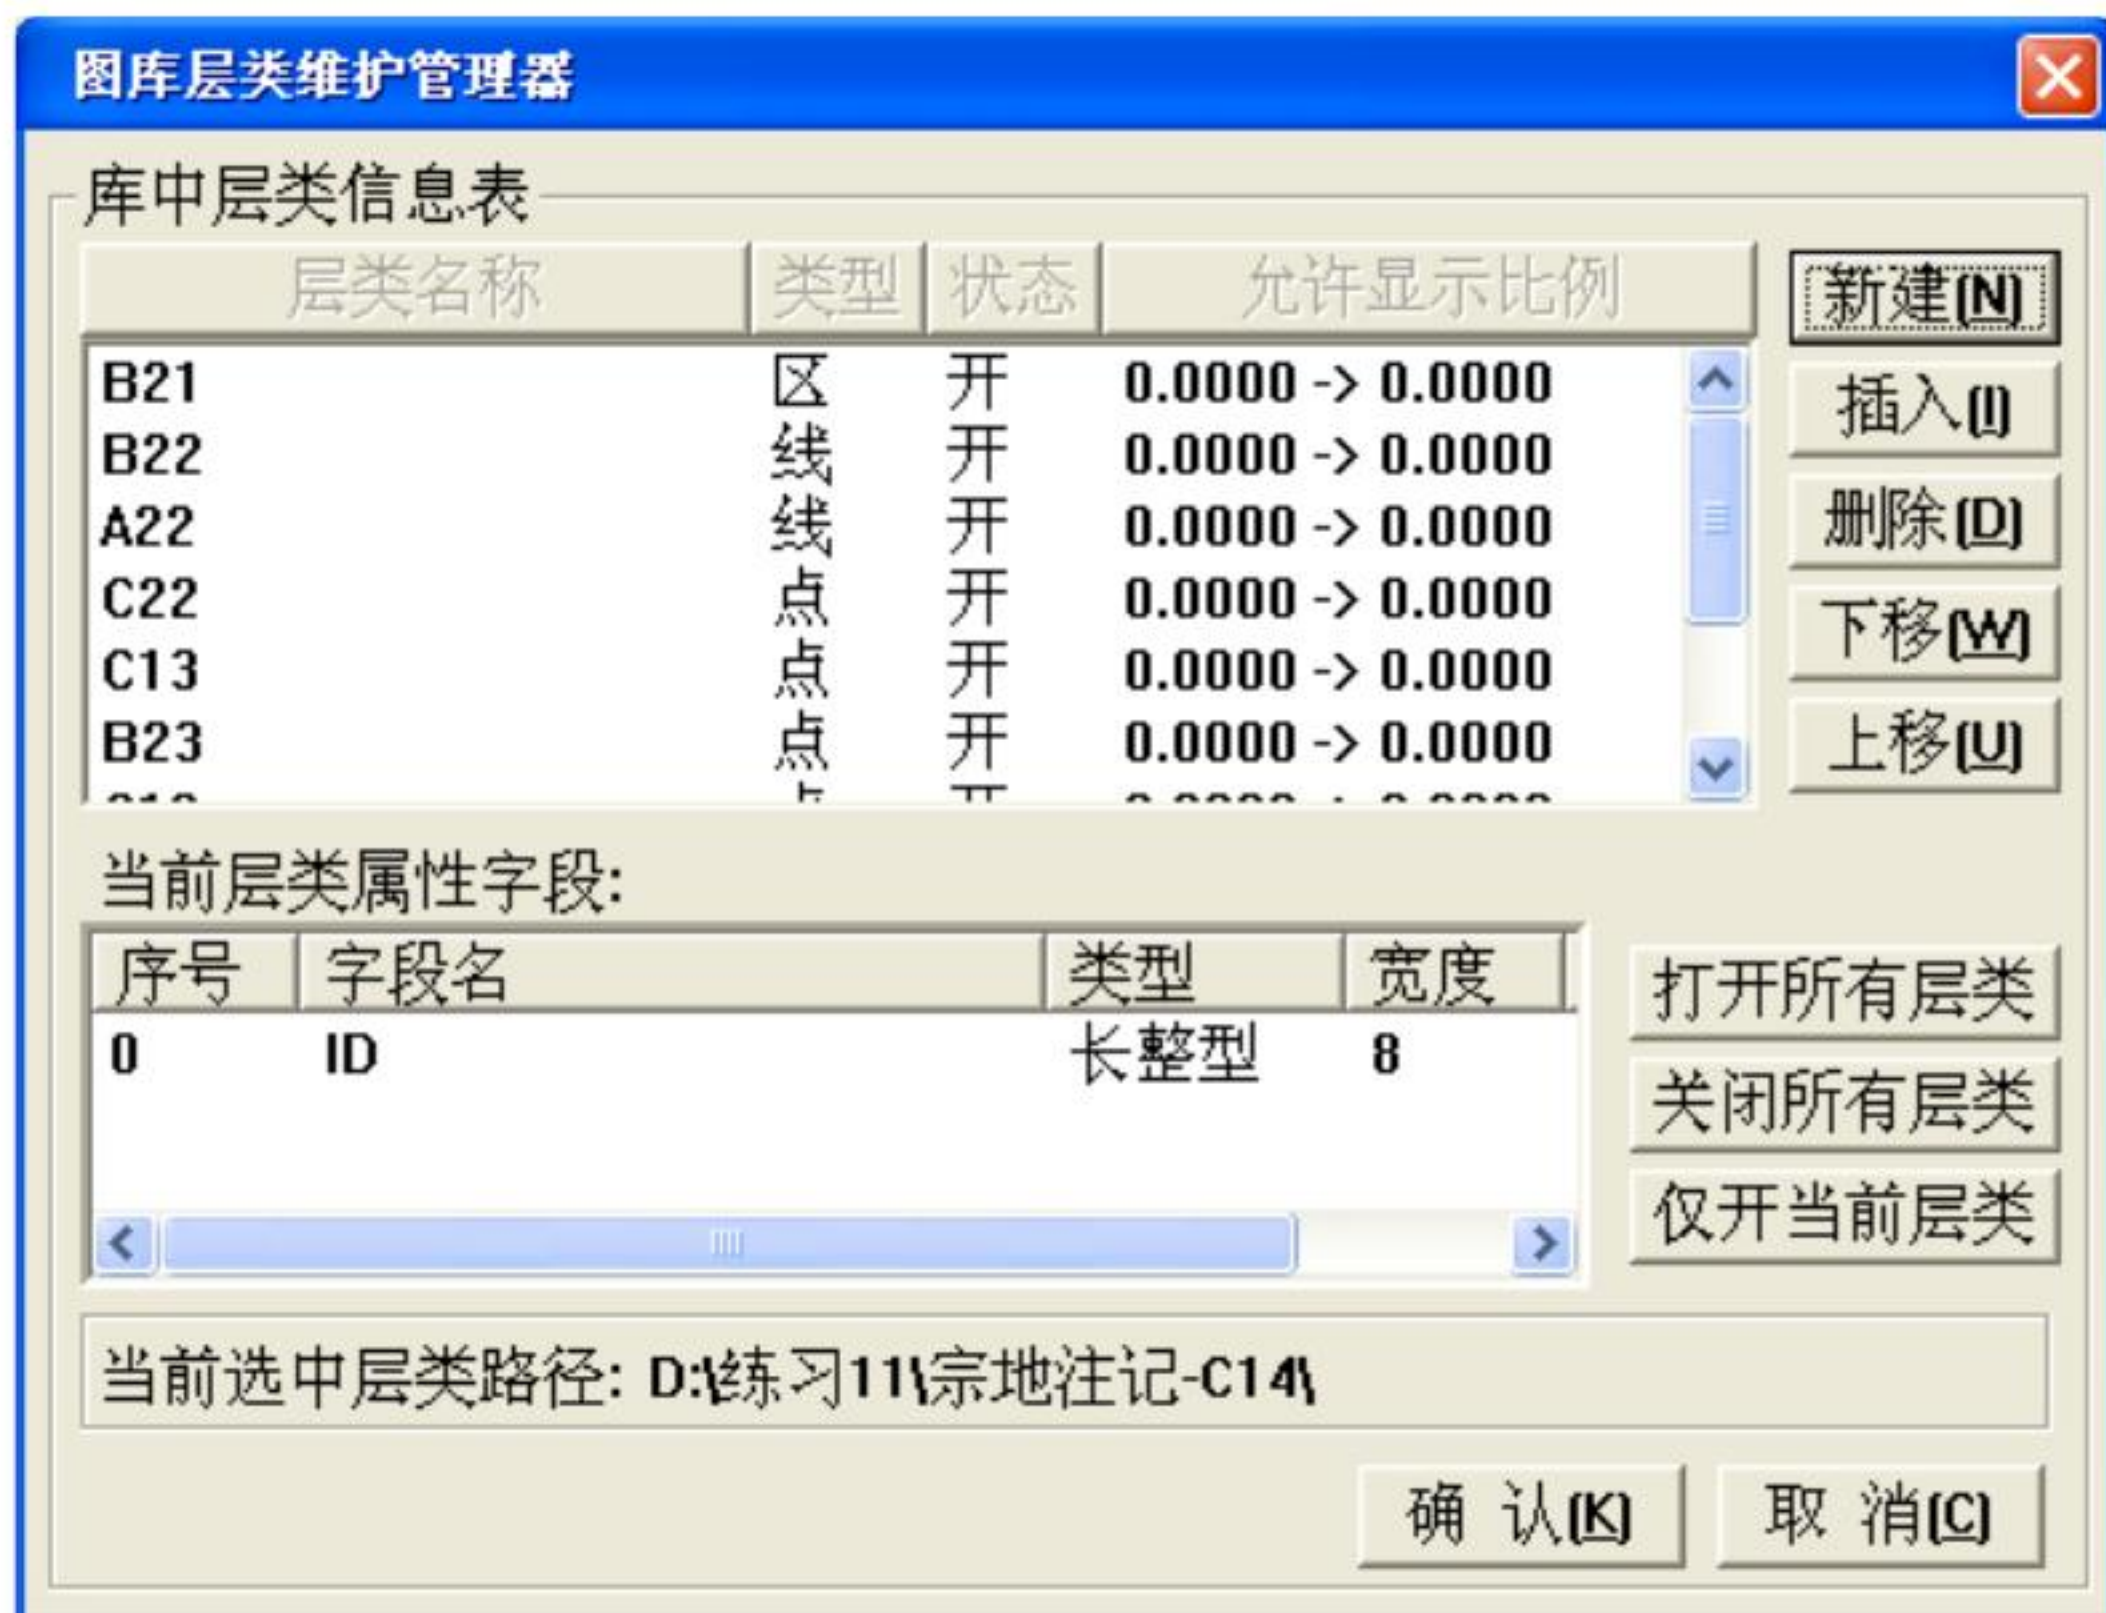 图库层类维护管理器
库中层类信息表
层类名称 类型 状态 允许显示比例
B21 区 开 0.0000 -> 0.0000
B22 线 开 0.0000 -> 0.0000
A22 线 开 0.0000 -> 0.0000
C22 点 开 0.0000 -> 0.0000
C13 点 开 0.0000 -> 0.0000
B23 点 开 0.0000 -> 0.0000
新建(N)
插入(I)
删除(D)
下移(W)
上移(U)
当前层类属性字段:
序号 字段名 类型 宽度
0 ID 长整型 8
打开所有层类
关闭所有层类
仅开当前层类
当前选中层类路径: D:\练习11\宗地注记-C14\
确 认(K) 取 消(C)